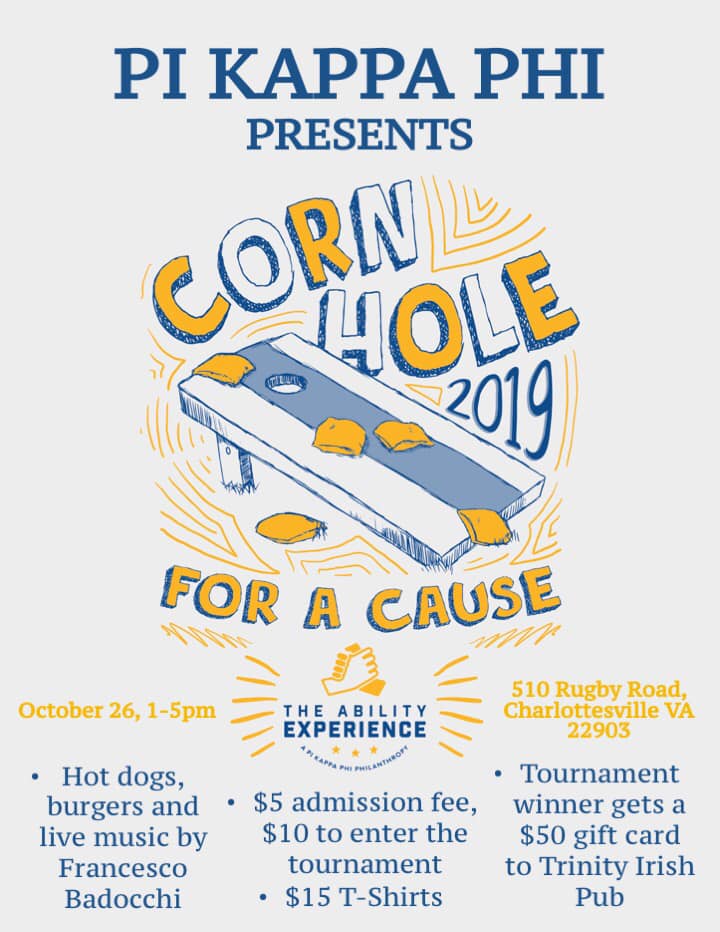 PI KAPPA PHI
PRESENTS
CORN
HOLE
2019
FOR A CAUSE
THE ABILITY
EXPERIENCE
A PI KAPPA PHI PHILANTHROPY
October 26, 1-5pm
510 Rugby Road,
Charlottesville VA
22903
• Hot dogs,
burgers and
live music by
Francesco
Badocchi
• $5 admission fee,
$10 to enter the
tournament
• $15 T-Shirts
• Tournament
winner gets a
$50 gift card
to Trinity Irish
Pub